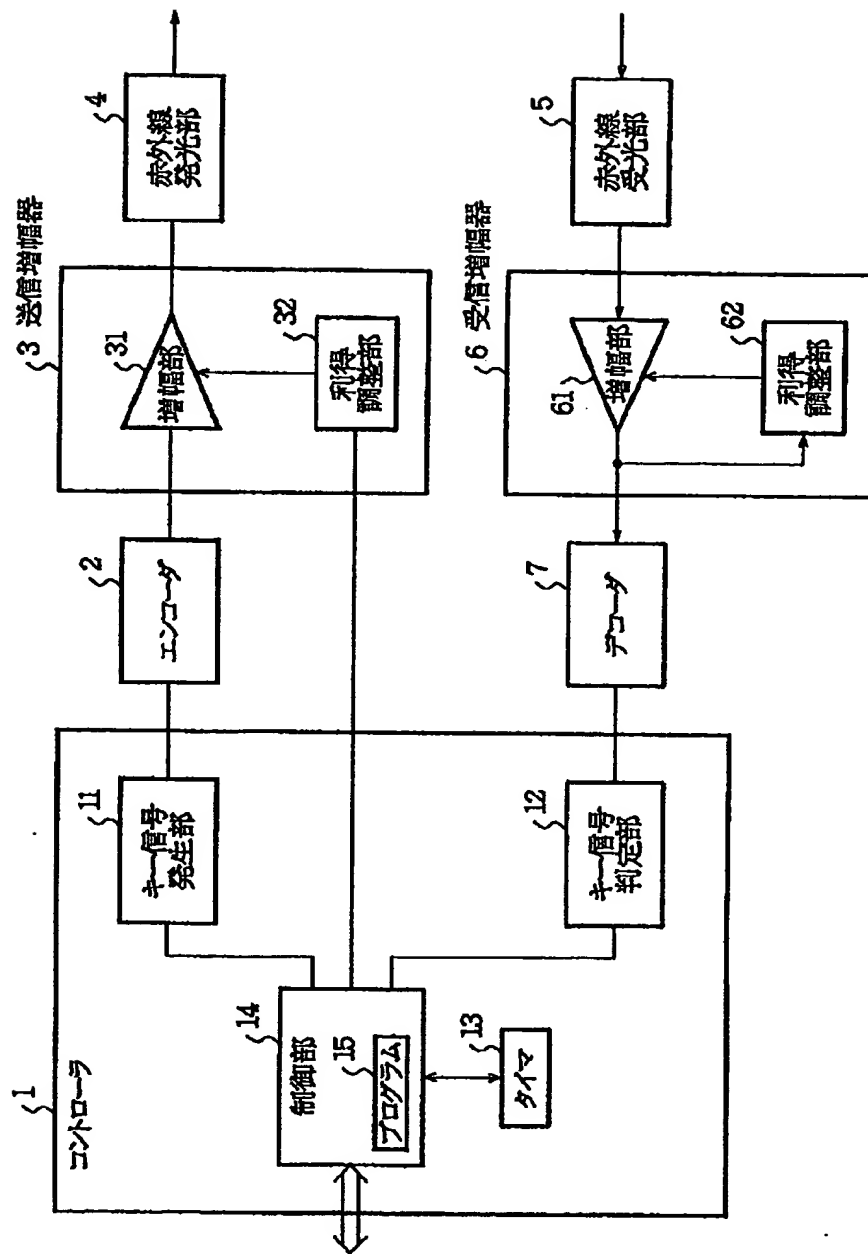 1
コントローラ
14
制御部
15
プログラム
13
タイマ
11
キー信号
発生部
12
キー信号
判定部
2
エンコーダ
7
デコーダ
3 送信増幅器
31
増幅部
32
利得
調整部
6 受信増幅器
61
増幅部
62
利得
調整部
4
赤外線
発光部
5
赤外線
受光部